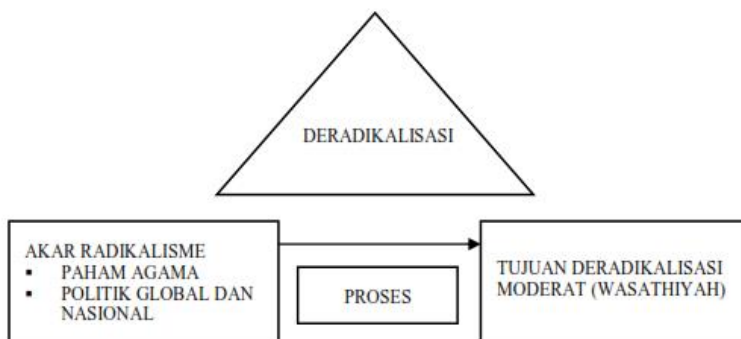 DERADIKALISASI
AKAR RADIKALISME
▪ PAHAM AGAMA
▪ POLITIK GLOBAL DAN
NASIONAL
PROSES
TUJUAN DERADIKALISASI
MODERAT (WASATHIYAH)